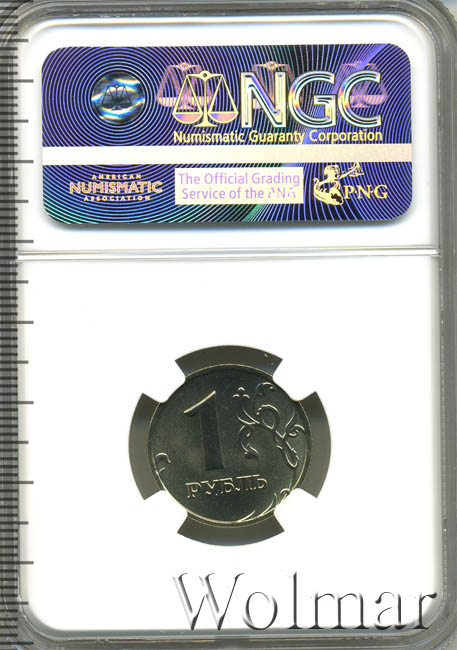 NGC
Numismatic Guaranty Corporation
AMERICAN
NUMISMATIC
ASSOCIATION
The Official Grading
Service of the PNG
P·N·G
1
РУБЛЬ
Wolmar